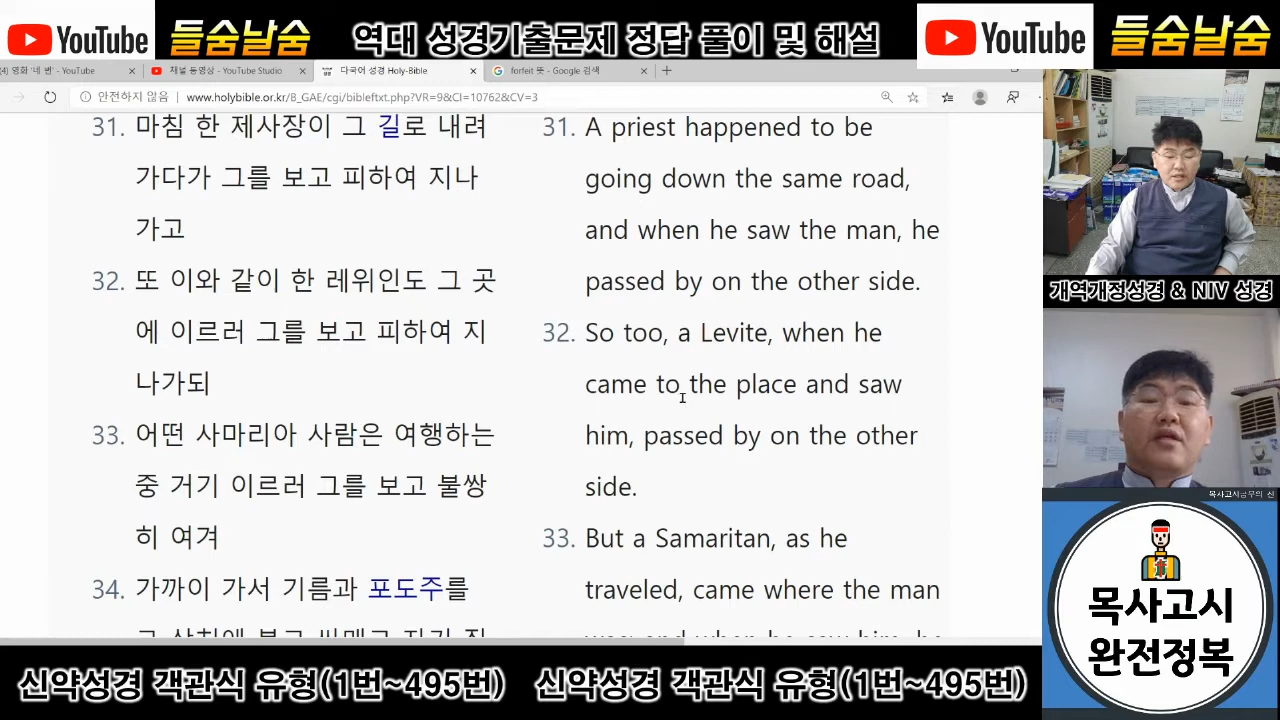 YouTube 들숨날숨 역대 성경기출문제 정답 풀이 및 해설 YouTube 들숨날숨
채널 동영상 - YouTube Studio
다국어 성경 Holy-Bible
forfeit 뜻 - Google 검색
안전하지 않음 | www.holybible.or.kr/B_GAE/cgi/bibleftxt.php?VR=9&CI=10762&CV=
31. 마침 한 제사장이 그 길로 내려
가다가 그를 보고 피하여 지나
가고
32. 또 이와 같이 한 레위인도 그 곳
에 이르러 그를 보고 피하여 지
나가되
33. 어떤 사마리아 사람은 여행하는
중 거기 이르러 그를 보고 불쌍
히 여겨
34. 가까이 가서 기름과 포도주를
31. A priest happened to be
going down the same road,
and when he saw the man, he
passed by on the other side.
32. So too, a Levite, when he
came to the place and saw
him, passed by on the other
side.
33. But a Samaritan, as he
traveled, came where the man
was; and when he saw him, he
개역개정성경 & NIV 성경
목사고시
완전정복
신약성경 객관식 유형(1번~495번) 신약성경 객관식 유형(1번~495번)